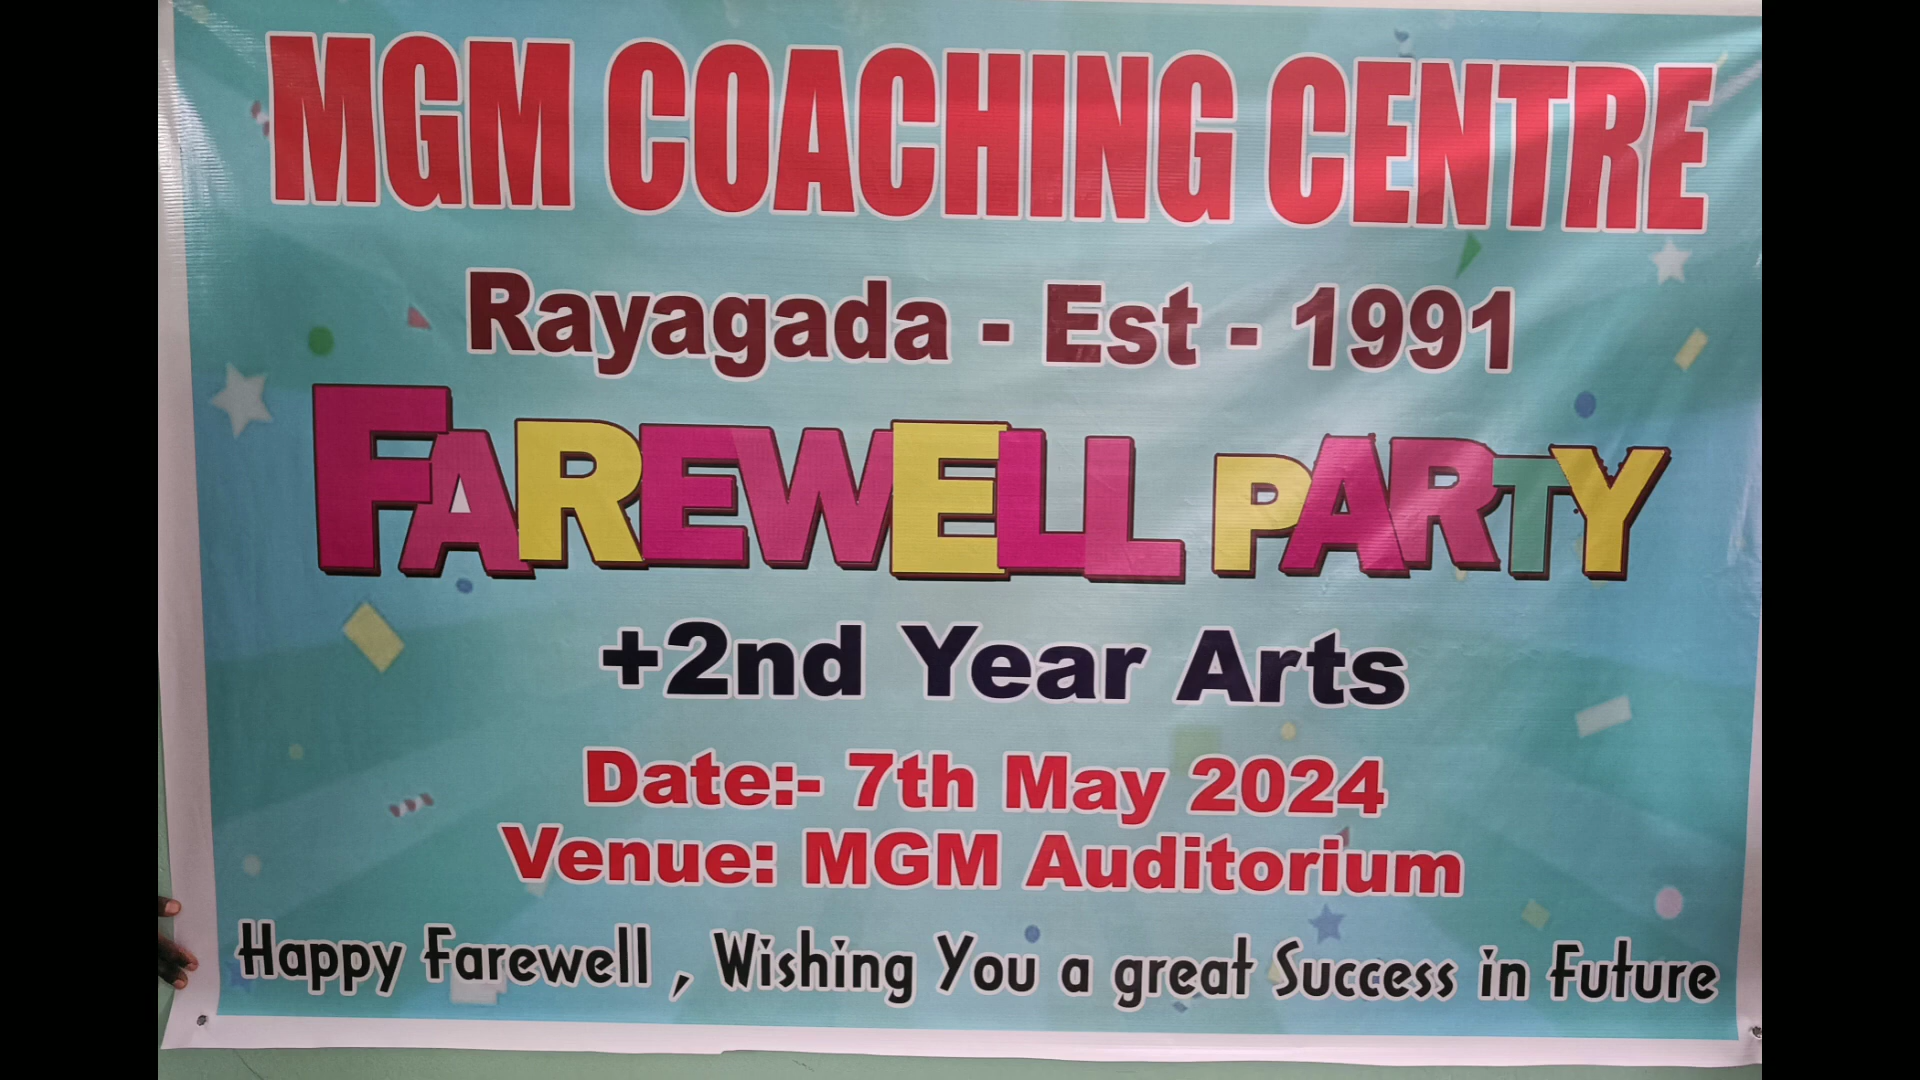 MGM COACHING CENTRE
Rayagada - Est - 1991
FAREWELL PARTY
+2nd Year Arts
Date:- 7th May 2024
Venue: MGM Auditorium
Happy Farewell , Wishing You a great Success in Future